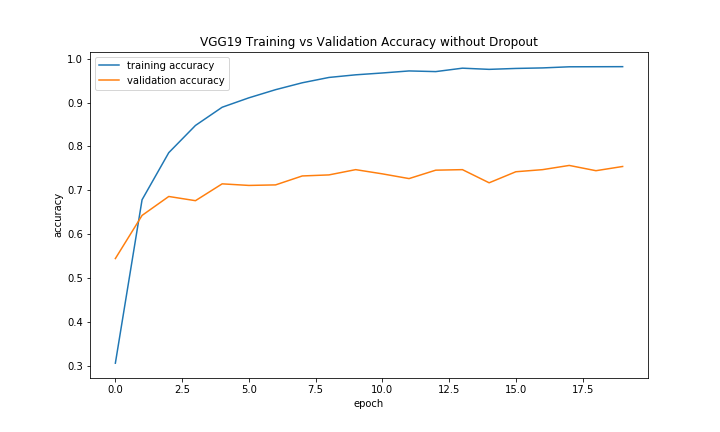 VGG19 Training vs Validation Accuracy without Dropout
training accuracy
validation accuracy
accuracy
1.0
0.9
0.8
0.7
0.6
0.5
0.4
0.3
0.0 2.5 5.0 7.5 10.0 12.5 15.0 17.5
epoch